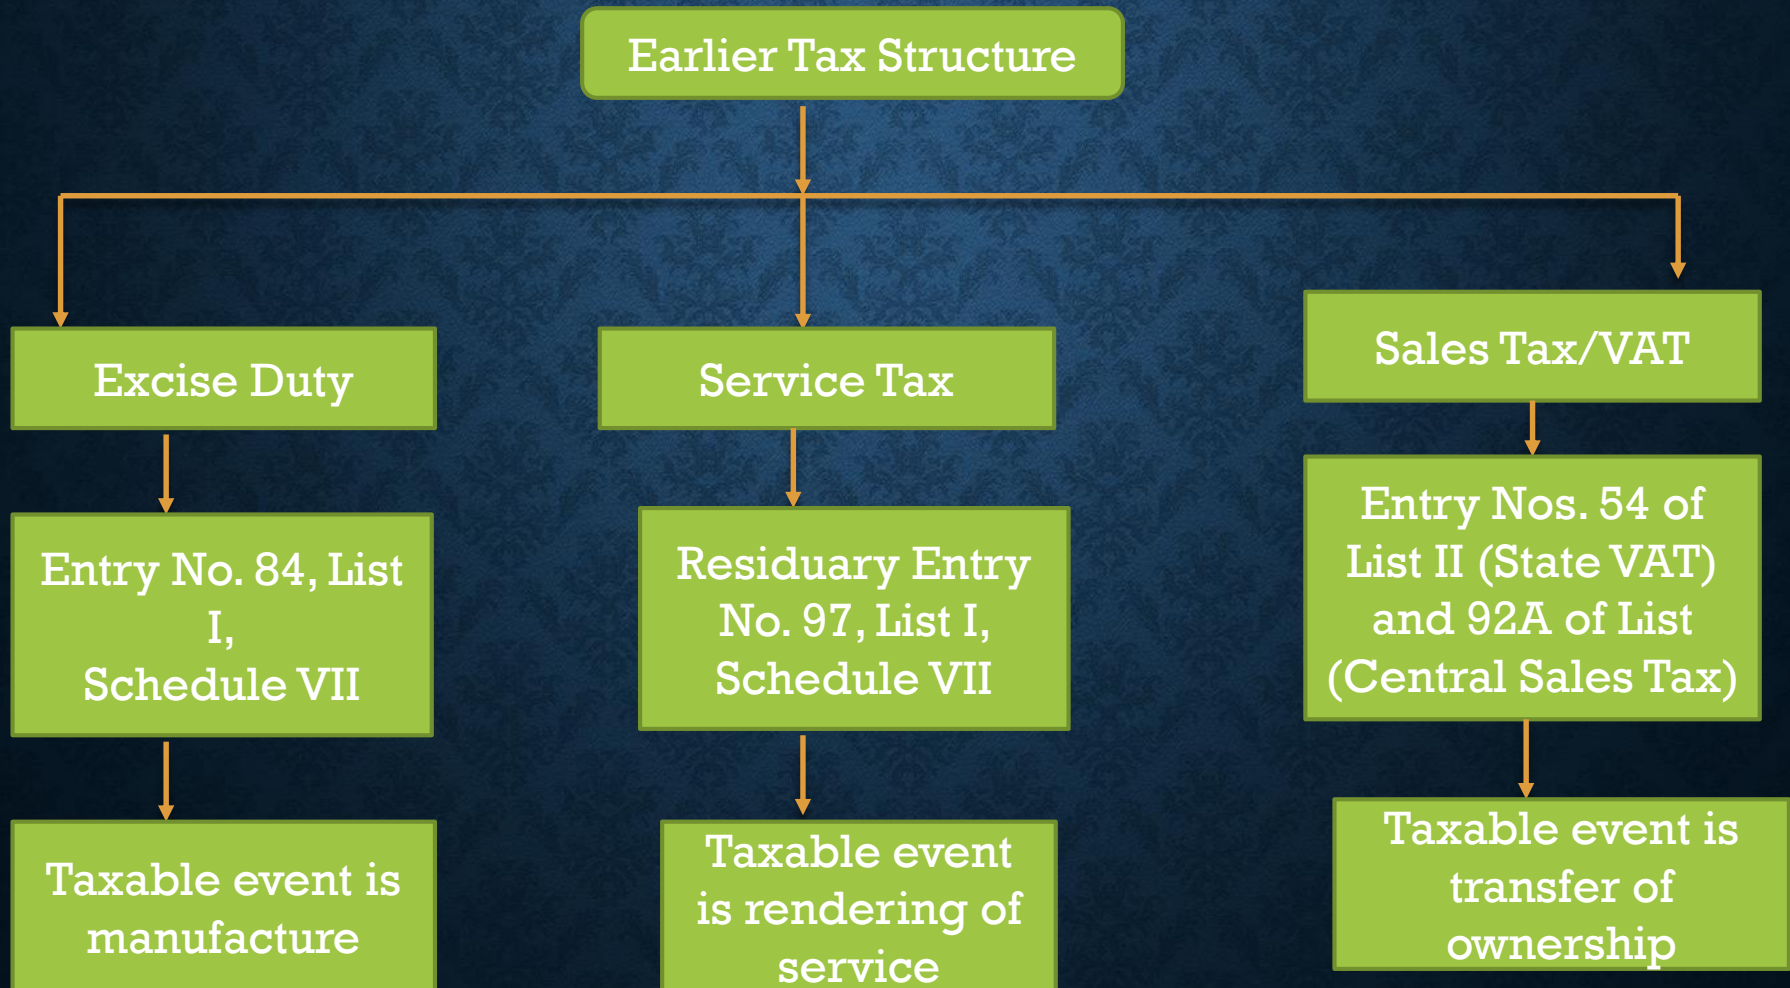 Earlier Tax Structure
Excise Duty
Service Tax
Sales Tax/VAT
Entry No. 84, List
I,
Schedule VII
Residuary Entry
No. 97, List I,
Schedule VII
Entry Nos. 54 of
List II (State VAT)
and 92A of List
(Central Sales Tax)
Taxable event is
manufacture
Taxable event
is rendering of
service
Taxable event is
transfer of
ownership